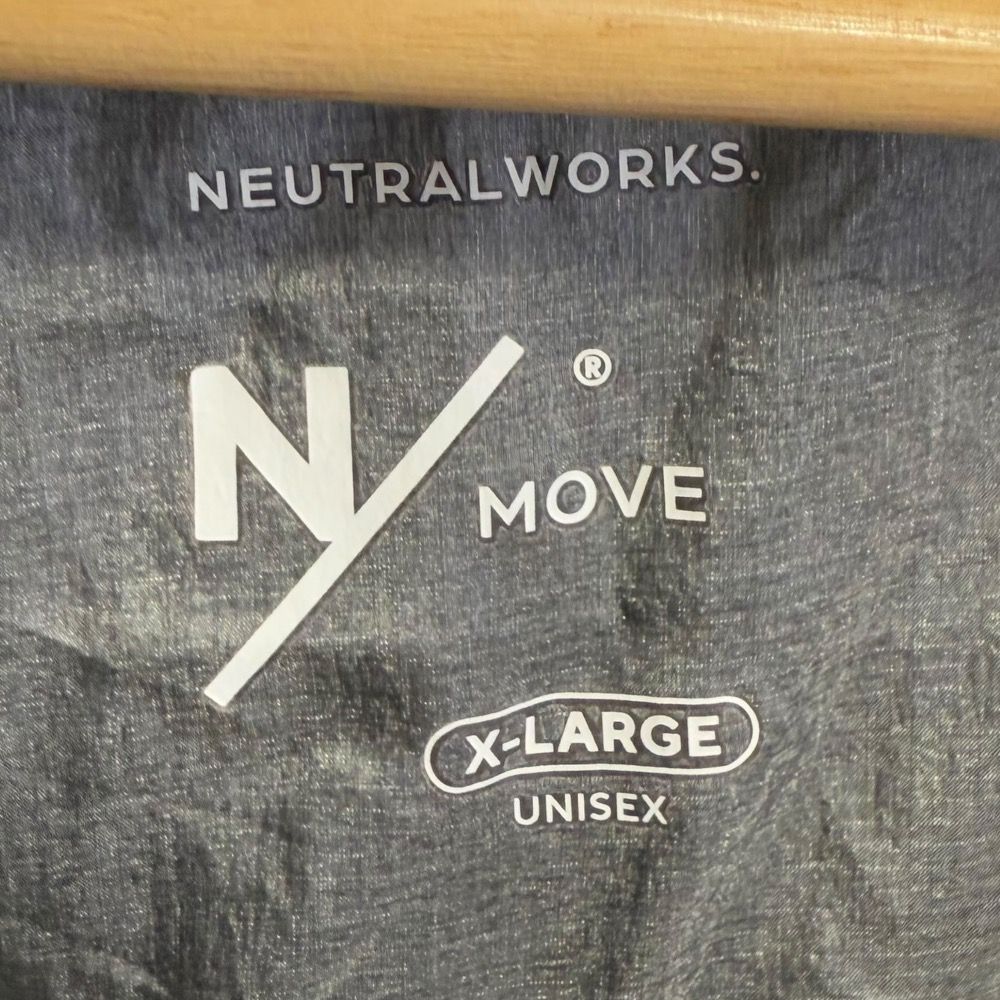 NEUTRALWORKS.
N/ ®
MOVE
X-LARGE
UNISEX